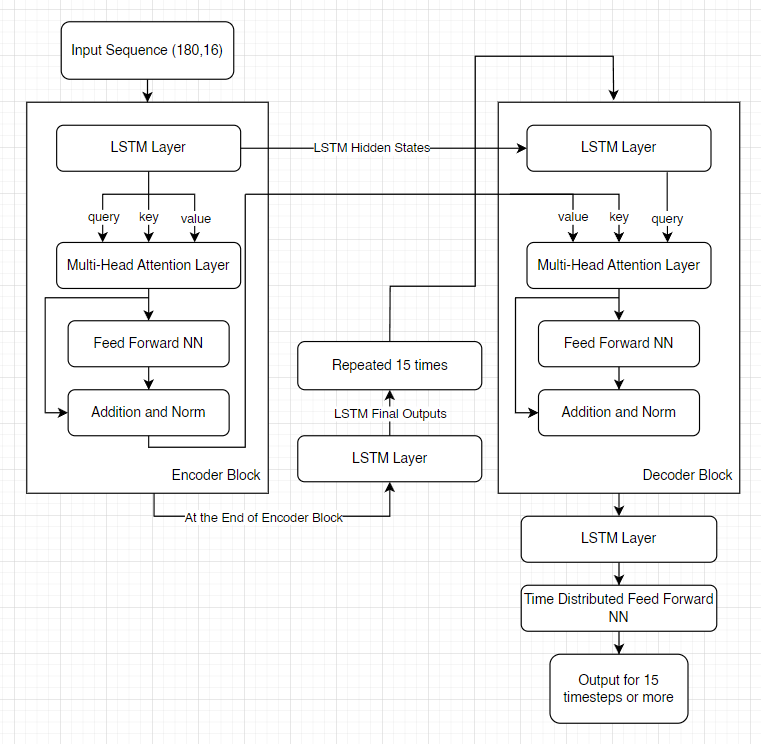 Input Sequence (180,16)
LSTM Layer
LSTM Hidden States
LSTM Layer
query
key
value
value
key
query
Multi-Head Attention Layer
Multi-Head Attention Layer
Feed Forward NN
Repeated 15 times
Feed Forward NN
Addition and Norm
LSTM Final Outputs
Addition and Norm
LSTM Layer
Encoder Block
Decoder Block
At the End of Encoder Block
LSTM Layer
Time Distributed Feed Forward
NN
Output for 15
timesteps or more